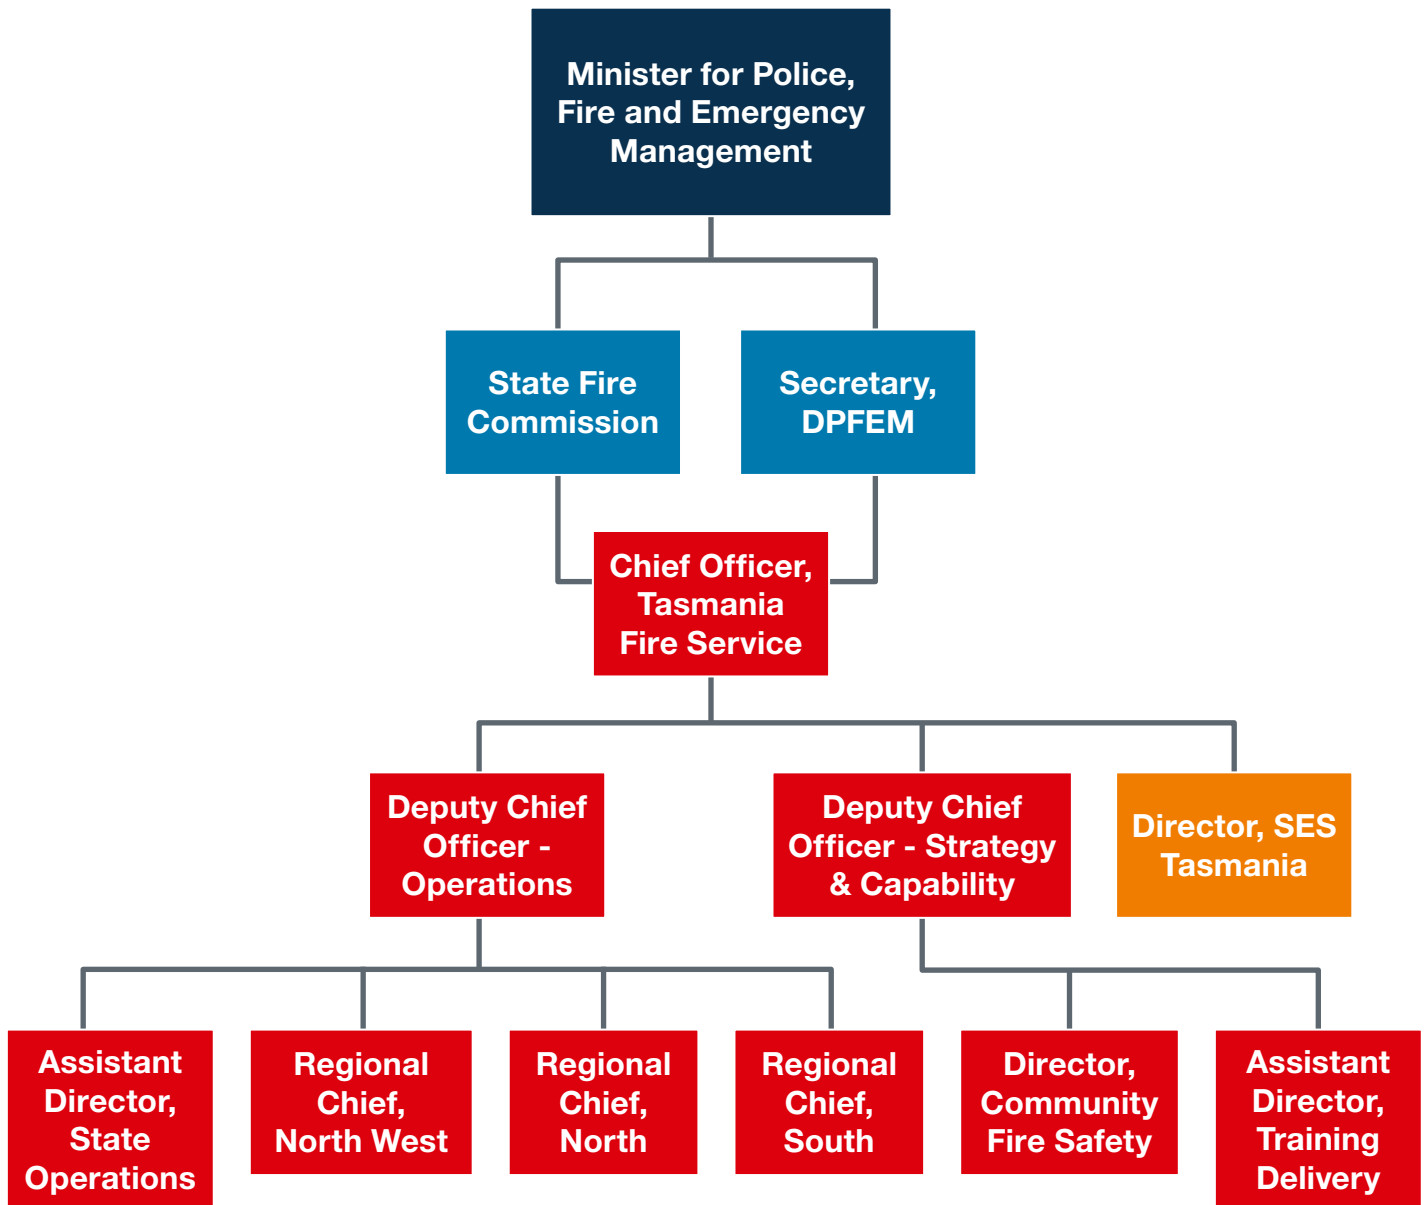 Minister for Police,
Fire and Emergency
Management
State Fire
Commission
Secretary,
DPFEM
Chief Officer,
Tasmania
Fire Service
Deputy Chief
Officer -
Operations
Deputy Chief
Officer - Strategy
& Capability
Director, SES
Tasmania
Assistant
Director,
State
Operations
Regional
Chief,
North West
Regional
Chief,
North
Regional
Chief,
South
Director,
Community
Fire Safety
Assistant
Director,
Training
Delivery